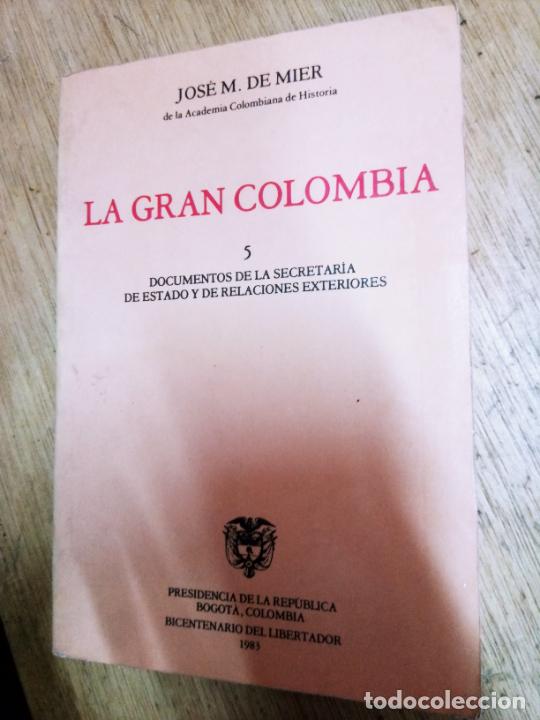 JOSÉ M. DE MIER
de la Academia Colombiana de Historia
LA GRAN COLOMBIA
5
DOCUMENTOS DE LA SECRETARÍA
DE ESTADO Y DE RELACIONES EXTERIORES
PRESIDENCIA DE LA REPÚBLICA
BOGOTÁ, COLOMBIA
BICENTENARIO DEL LIBERTADOR
1983
todocoleccion